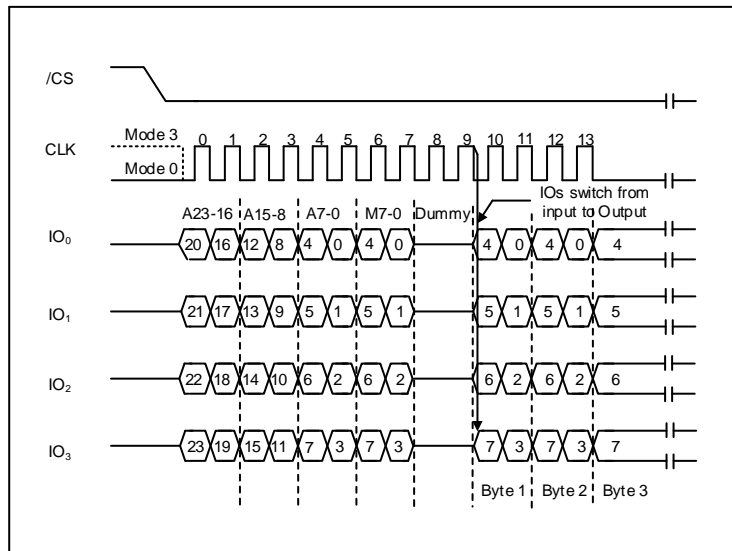 /CS
Mode 3
CLK
Mode 0
0 1 2 3 4 5 6 7 8 9 10 11 12 13
IOs switch from
input to Output
A23-16 A15-8 A7-0 M7-0 Dummy
IO0 20 16 12 8 4 0 4 0 4 0 4 0 4
IO1 21 17 13 9 5 1 5 1 5 1 5 1 5
IO2 22 18 14 10 6 2 6 2 6 2 6 2 6
IO3 23 19 15 11 7 3 7 3 7 3 7 3 7
Byte 1 Byte 2 Byte 3